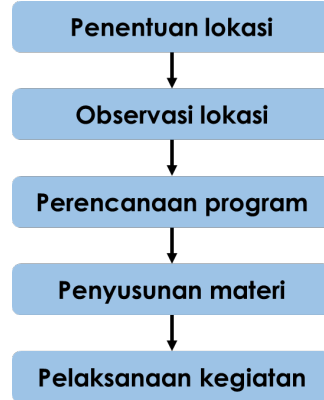 Penentuan lokasi
Observasi lokasi
Perencanaan program
Penyusunan materi
Pelaksanaan kegiatan